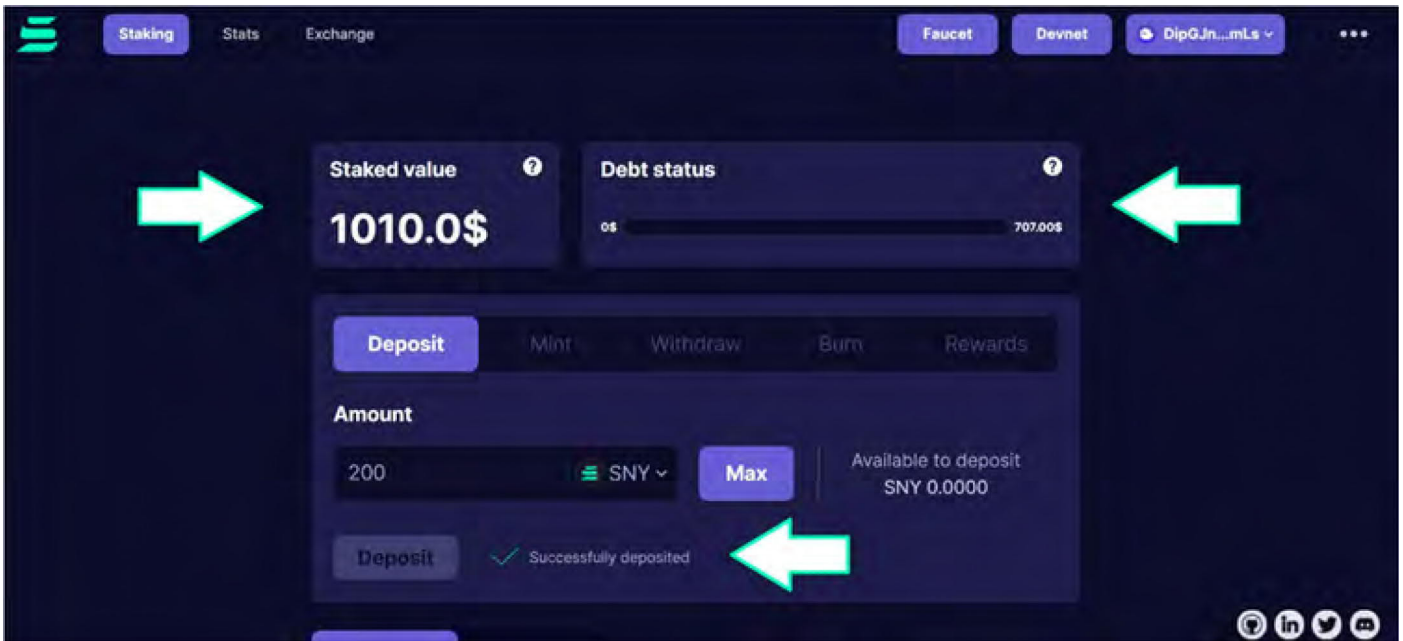 Staking Stats Exchange Faucet Devnet DipGJn...mLs
Staked value Debt status
1010.0$ 0$ 707.00$
Deposit Mint Withdraw Burn Rewards
Amount
200 SNY Max Available to deposit
SNY 0.0000
Deposit Successfully deposited